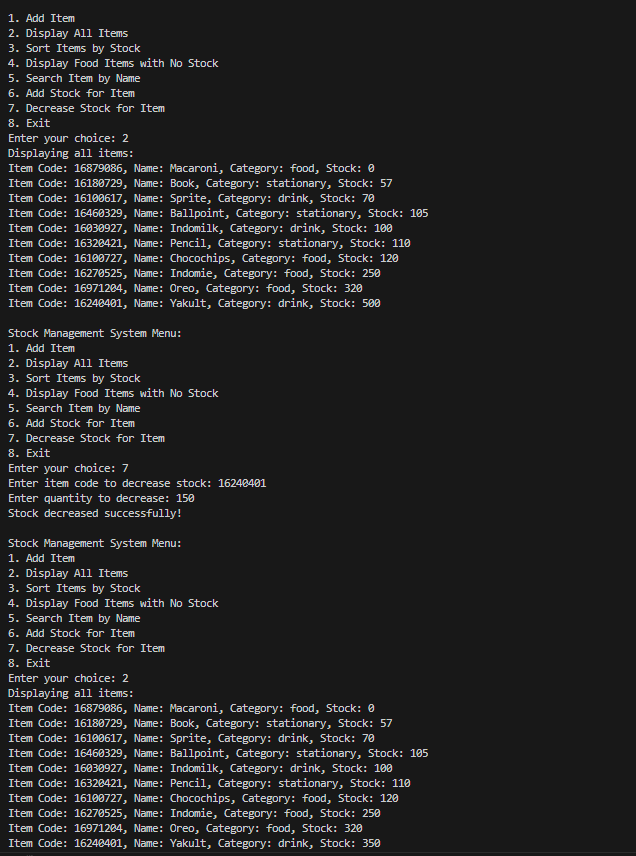 1. Add Item
2. Display All Items
3. Sort Items by Stock
4. Display Food Items with No Stock
5. Search Item by Name
6. Add Stock for Item
7. Decrease Stock for Item
8. Exit
Enter your choice: 2
Displaying all items:
Item Code: 16879086, Name: Macaroni, Category: food, Stock: 0
Item Code: 16180729, Name: Book, Category: stationary, Stock: 57
Item Code: 16100617, Name: Sprite, Category: drink, Stock: 70
Item Code: 16460329, Name: Ballpoint, Category: stationary, Stock: 105
Item Code: 16030927, Name: Indomilk, Category: drink, Stock: 100
Item Code: 16320421, Name: Pencil, Category: stationary, Stock: 110
Item Code: 16100727, Name: Chocochips, Category: food, Stock: 120
Item Code: 16270525, Name: Indomie, Category: food, Stock: 250
Item Code: 16971204, Name: Oreo, Category: food, Stock: 320
Item Code: 16240401, Name: Yakult, Category: drink, Stock: 500
Stock Management System Menu:
1. Add Item
2. Display All Items
3. Sort Items by Stock
4. Display Food Items with No Stock
5. Search Item by Name
6. Add Stock for Item
7. Decrease Stock for Item
8. Exit
Enter your choice: 7
Enter item code to decrease stock: 16240401
Enter quantity to decrease: 150
Stock decreased successfully!
Stock Management System Menu:
1. Add Item
2. Display All Items
3. Sort Items by Stock
4. Display Food Items with No Stock
5. Search Item by Name
6. Add Stock for Item
7. Decrease Stock for Item
8. Exit
Enter your choice: 2
Displaying all items:
Item Code: 16879086, Name: Macaroni, Category: food, Stock: 0
Item Code: 16180729, Name: Book, Category: stationary, Stock: 57
Item Code: 16100617, Name: Sprite, Category: drink, Stock: 70
Item Code: 16460329, Name: Ballpoint, Category: stationary, Stock: 105
Item Code: 16030927, Name: Indomilk, Category: drink, Stock: 100
Item Code: 16320421, Name: Pencil, Category: stationary, Stock: 110
Item Code: 16100727, Name: Chocochips, Category: food, Stock: 120
Item Code: 16270525, Name: Indomie, Category: food, Stock: 250
Item Code: 16971204, Name: Oreo, Category: food, Stock: 320
Item Code: 16240401, Name: Yakult, Category: drink, Stock: 350